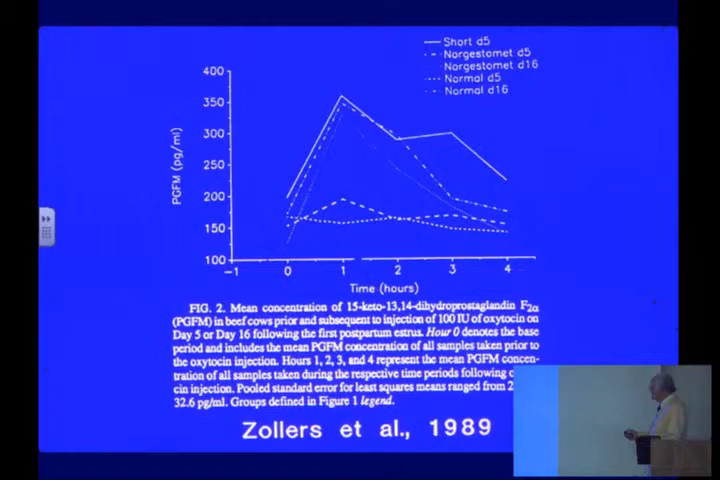 Short d5
Norgestomet d5
Norgestomet d16
Normal d5
Normal d16
400
350
300
250
200
150
100
PGFM (pg/ml)
-1
0
1
2
3
4
Time (hours)
FIG. 2. Mean concentration of 15-keto-13,14-dihydroprostaglandin F2α
(PGFM) in beef cows prior and subsequent to injection of 100 IU of oxytocin on
Day 5 or Day 16 following the first postpartum estrus. Hour 0 denotes the base
period and includes the mean PGFM concentration of all samples taken prior to
the oxytocin injection. Hours 1, 2, 3, and 4 represent the mean PGFM concen-
tration of all samples taken during the respective time periods following
cin injection. Pooled standard error for least squares means ranged from
32.6 pg/ml. Groups defined in Figure 1 legend.
Zollers et al., 1989